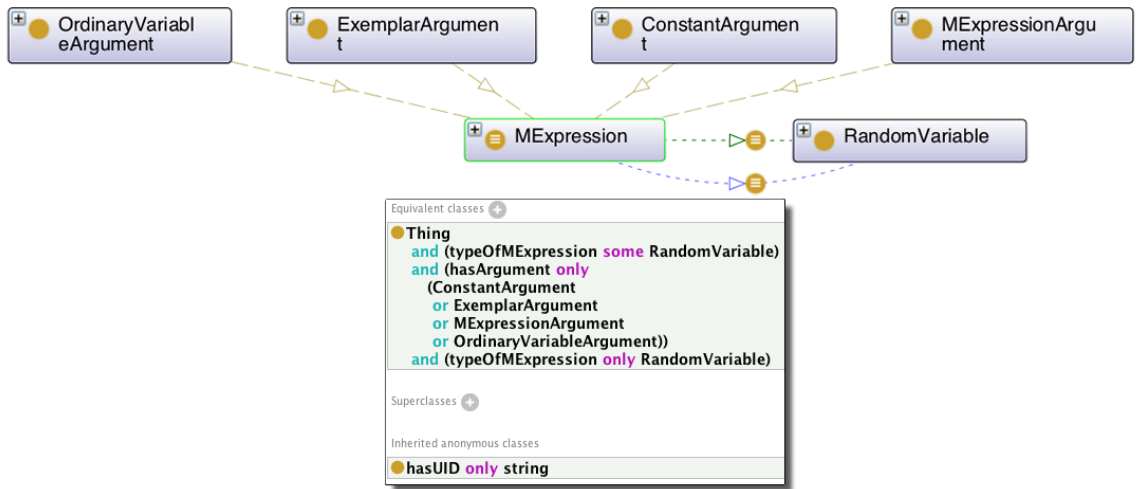 OrdinaryVariabl
eArgument
ExemplarArgumen
t
ConstantArgumen
t
MExpressionArgu
ment
MExpression
RandomVariable
Equivalent classes
Thing
and (typeOfMExpression some RandomVariable)
and (hasArgument only
(ConstantArgument
or ExemplarArgument
or MExpressionArgument
or OrdinaryVariableArgument))
and (typeOfMExpression only RandomVariable)
Superclasses
Inherited anonymous classes
hasUID only string